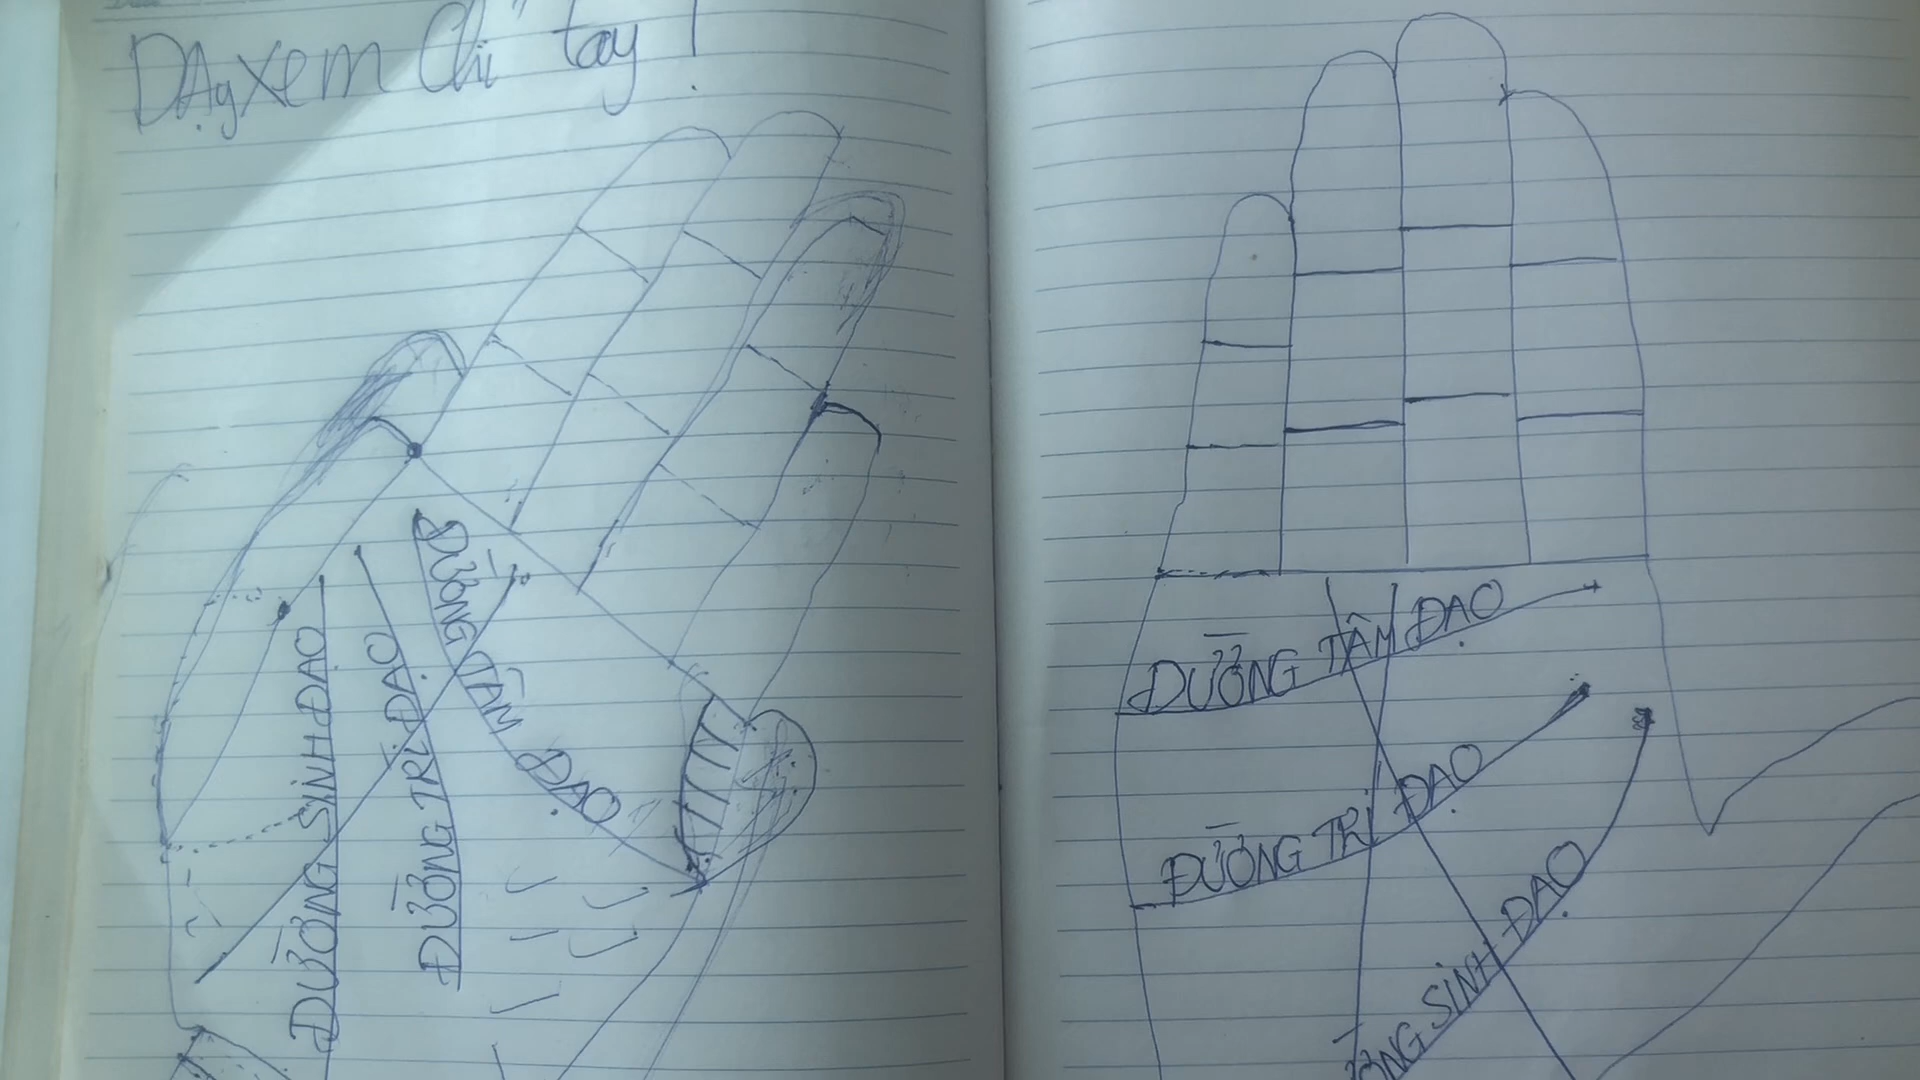 DẠy Xem Chỉ tay !
ĐƯỜNG SINH ĐẠO
ĐƯỜNG TRÍ ĐẠO
ĐƯỜNG TÂM ĐẠO
ĐƯỜNG TÂM ĐẠO
ĐƯỜNG TRÍ ĐẠO
ỜNG SINH ĐẠO